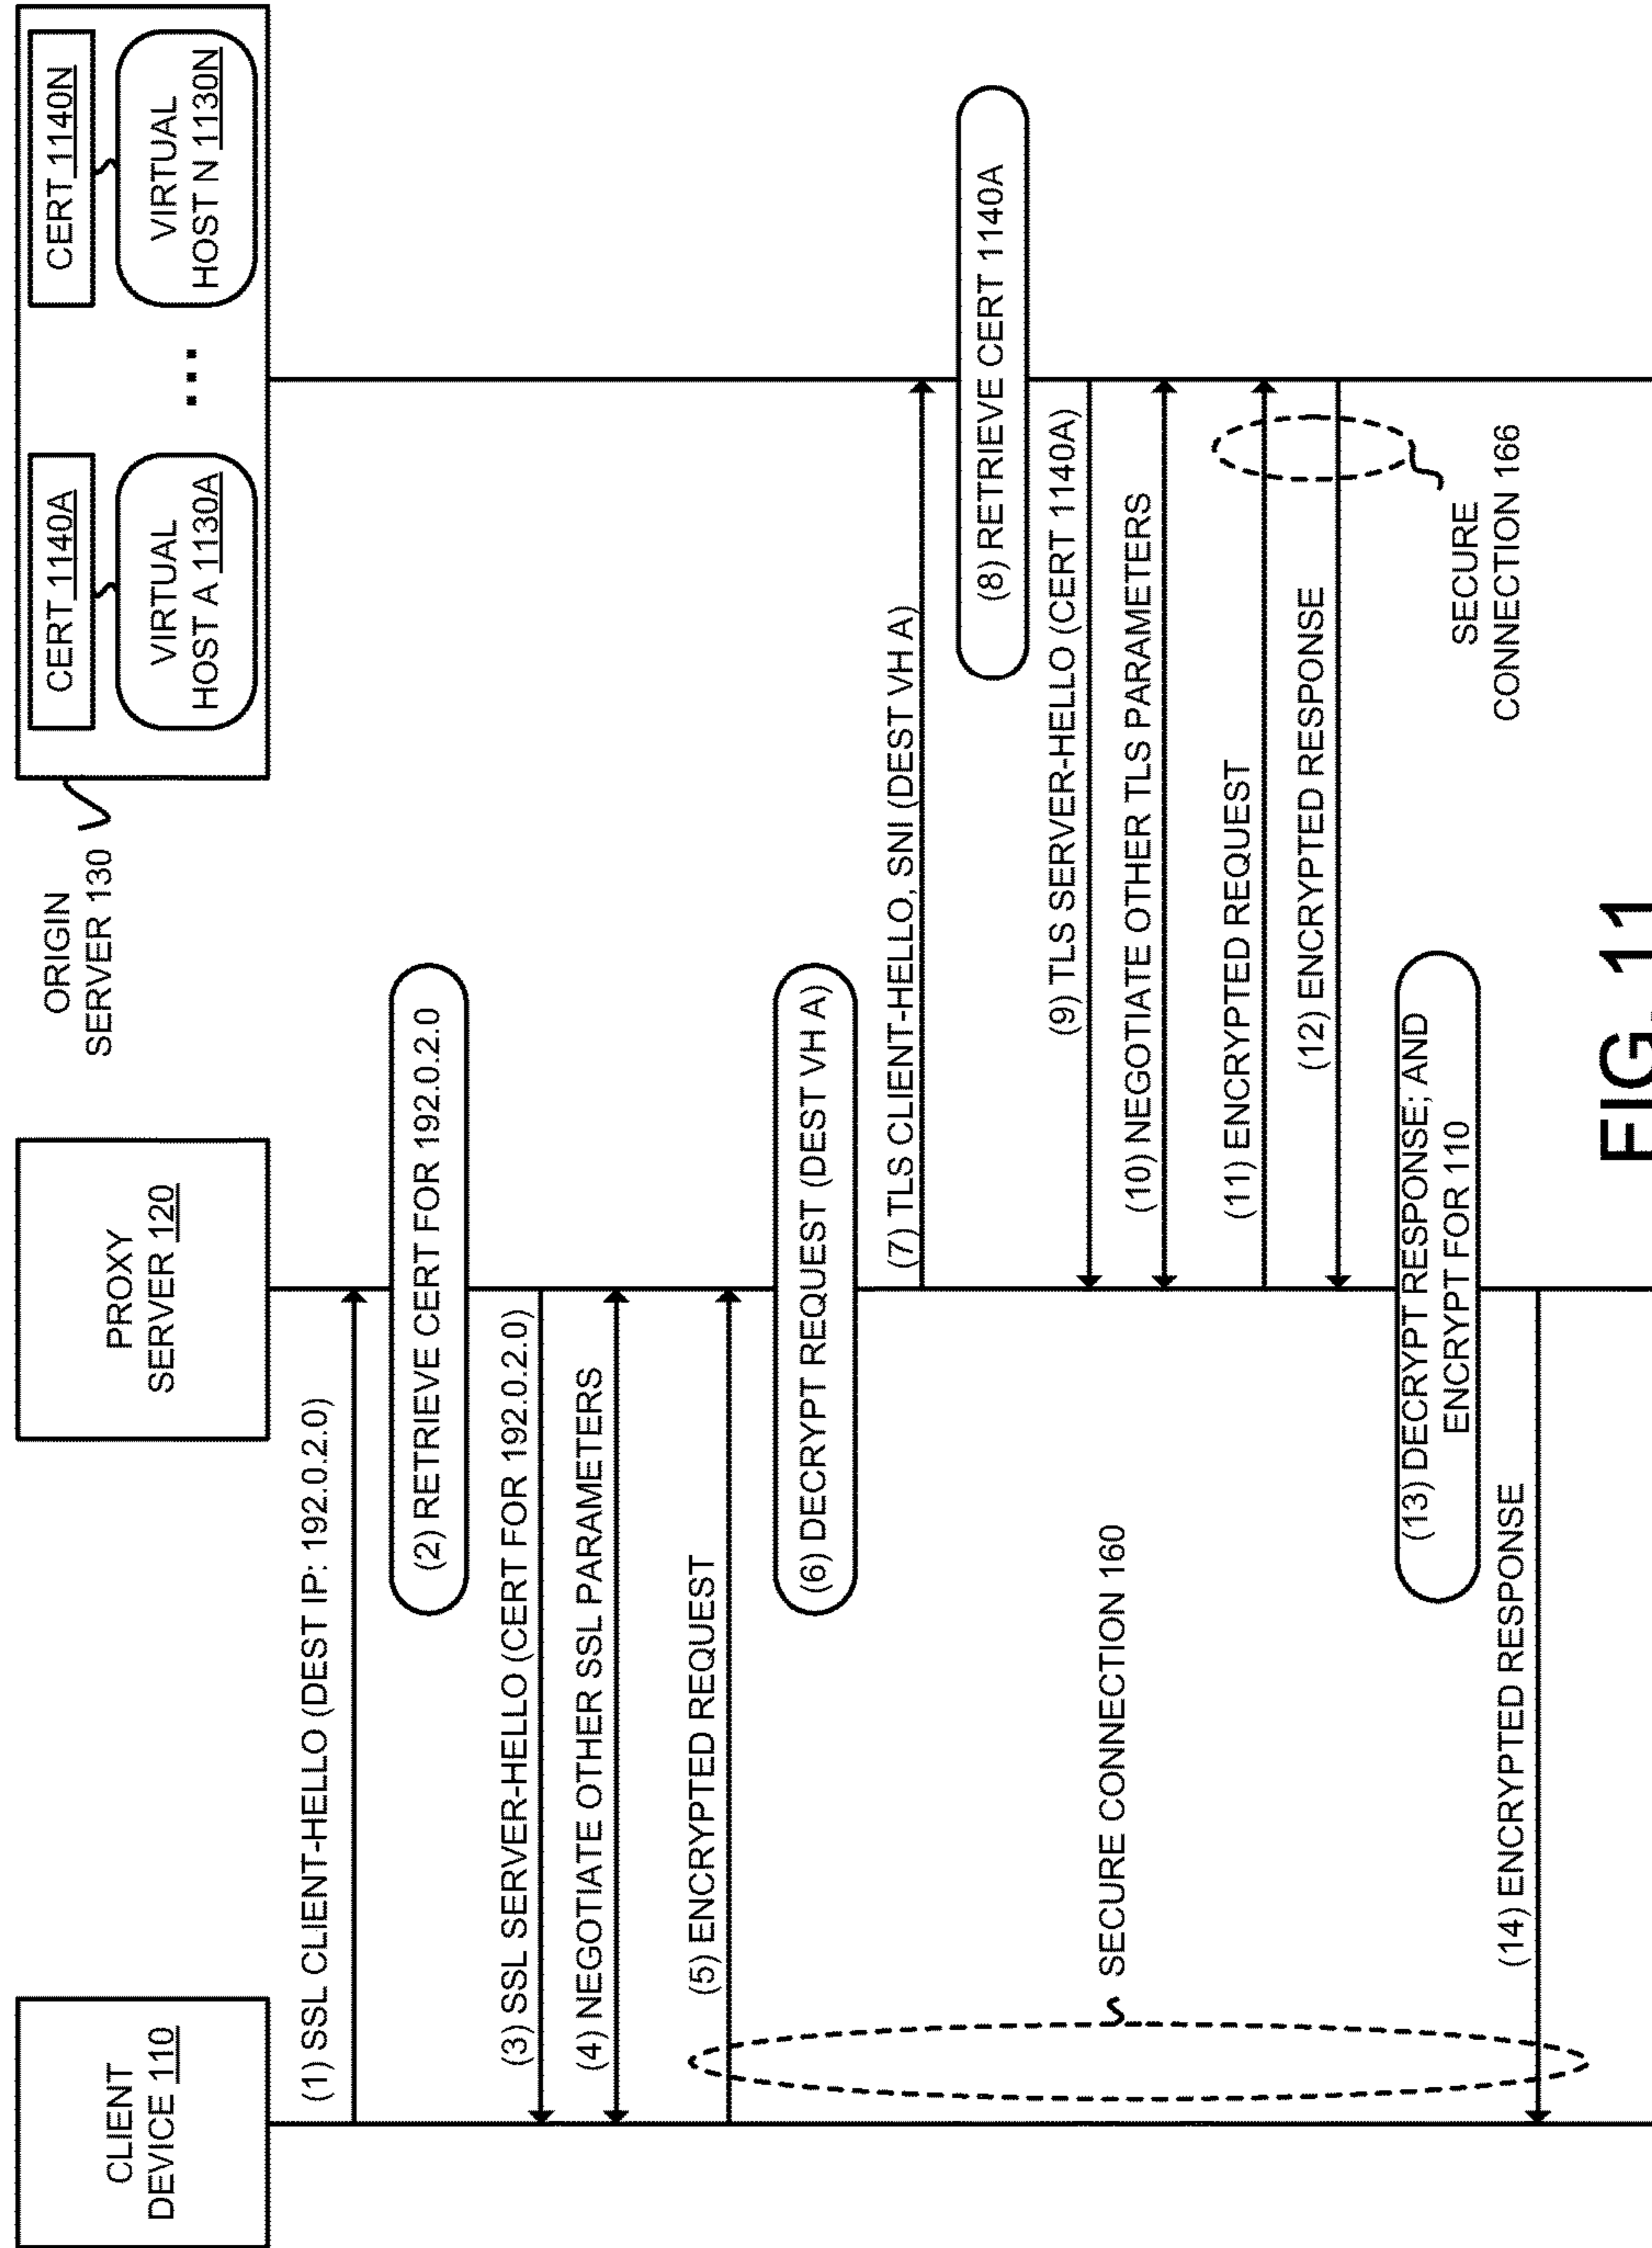 CLIENT
DEVICE 110
PROXY
SERVER 120
ORIGIN
SERVER 130
CERT 1140A
VIRTUAL
HOST A 1130A
...
CERT 1140N
VIRTUAL
HOST N 1130N
(1) SSL CLIENT-HELLO (DEST IP: 192.0.2.0)
(2) RETRIEVE CERT FOR 192.0.2.0
(3) SSL SERVER-HELLO (CERT FOR 192.0.2.0)
(4) NEGOTIATE OTHER SSL PARAMETERS
(5) ENCRYPTED REQUEST
(6) DECRYPT REQUEST (DEST VH A)
(7) TLS CLIENT-HELLO, SNI (DEST VH A)
(8) RETRIEVE CERT 1140A
(9) TLS SERVER-HELLO (CERT 1140A)
(10) NEGOTIATE OTHER TLS PARAMETERS
(11) ENCRYPTED REQUEST
(12) ENCRYPTED RESPONSE
SECURE
CONNECTION 166
SECURE CONNECTION 160
(13) DECRYPT RESPONSE; AND
ENCRYPT FOR 110
(14) ENCRYPTED RESPONSE
FIG. 11